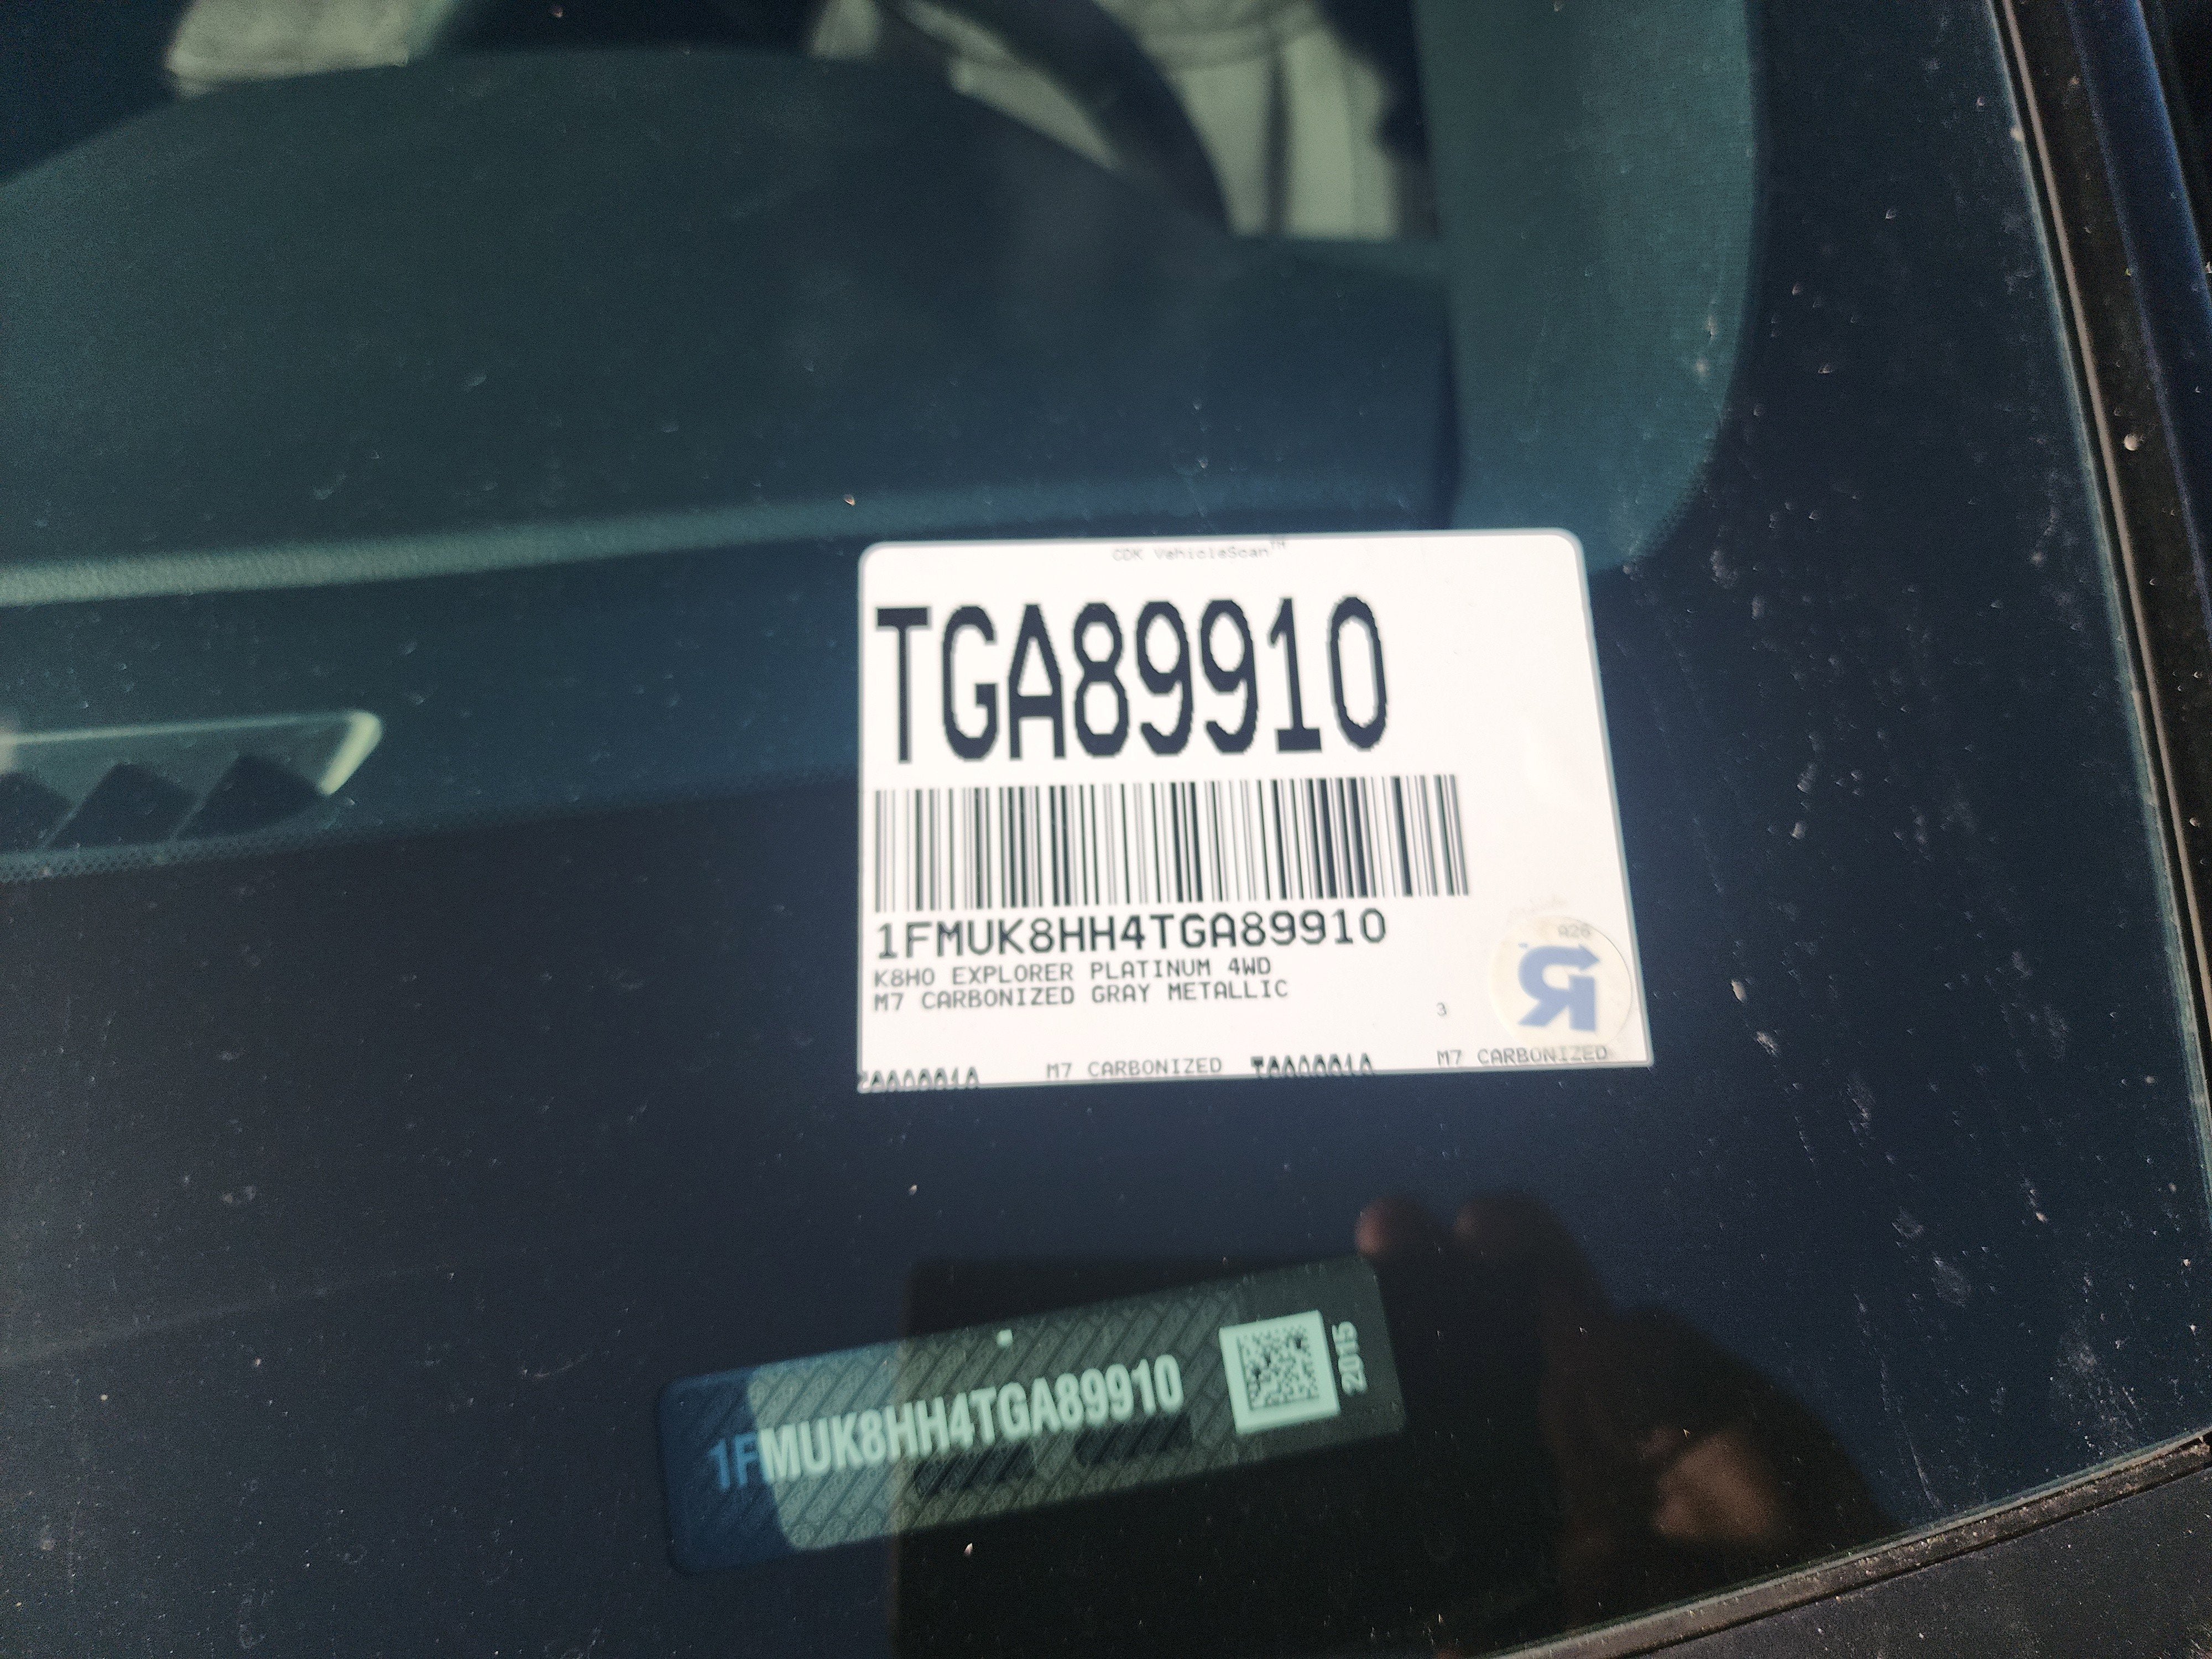 CDK VehicleScan™
TGA89910
1FMUK8HH4TGA89910
K8H0 EXPLORER PLATINUM 4WD
M7 CARBONIZED GRAY METALLIC
3
A26
R
M7 CARBONIZED
M7 CARBONIZED
1FMUK8HH4TGA89910
2015